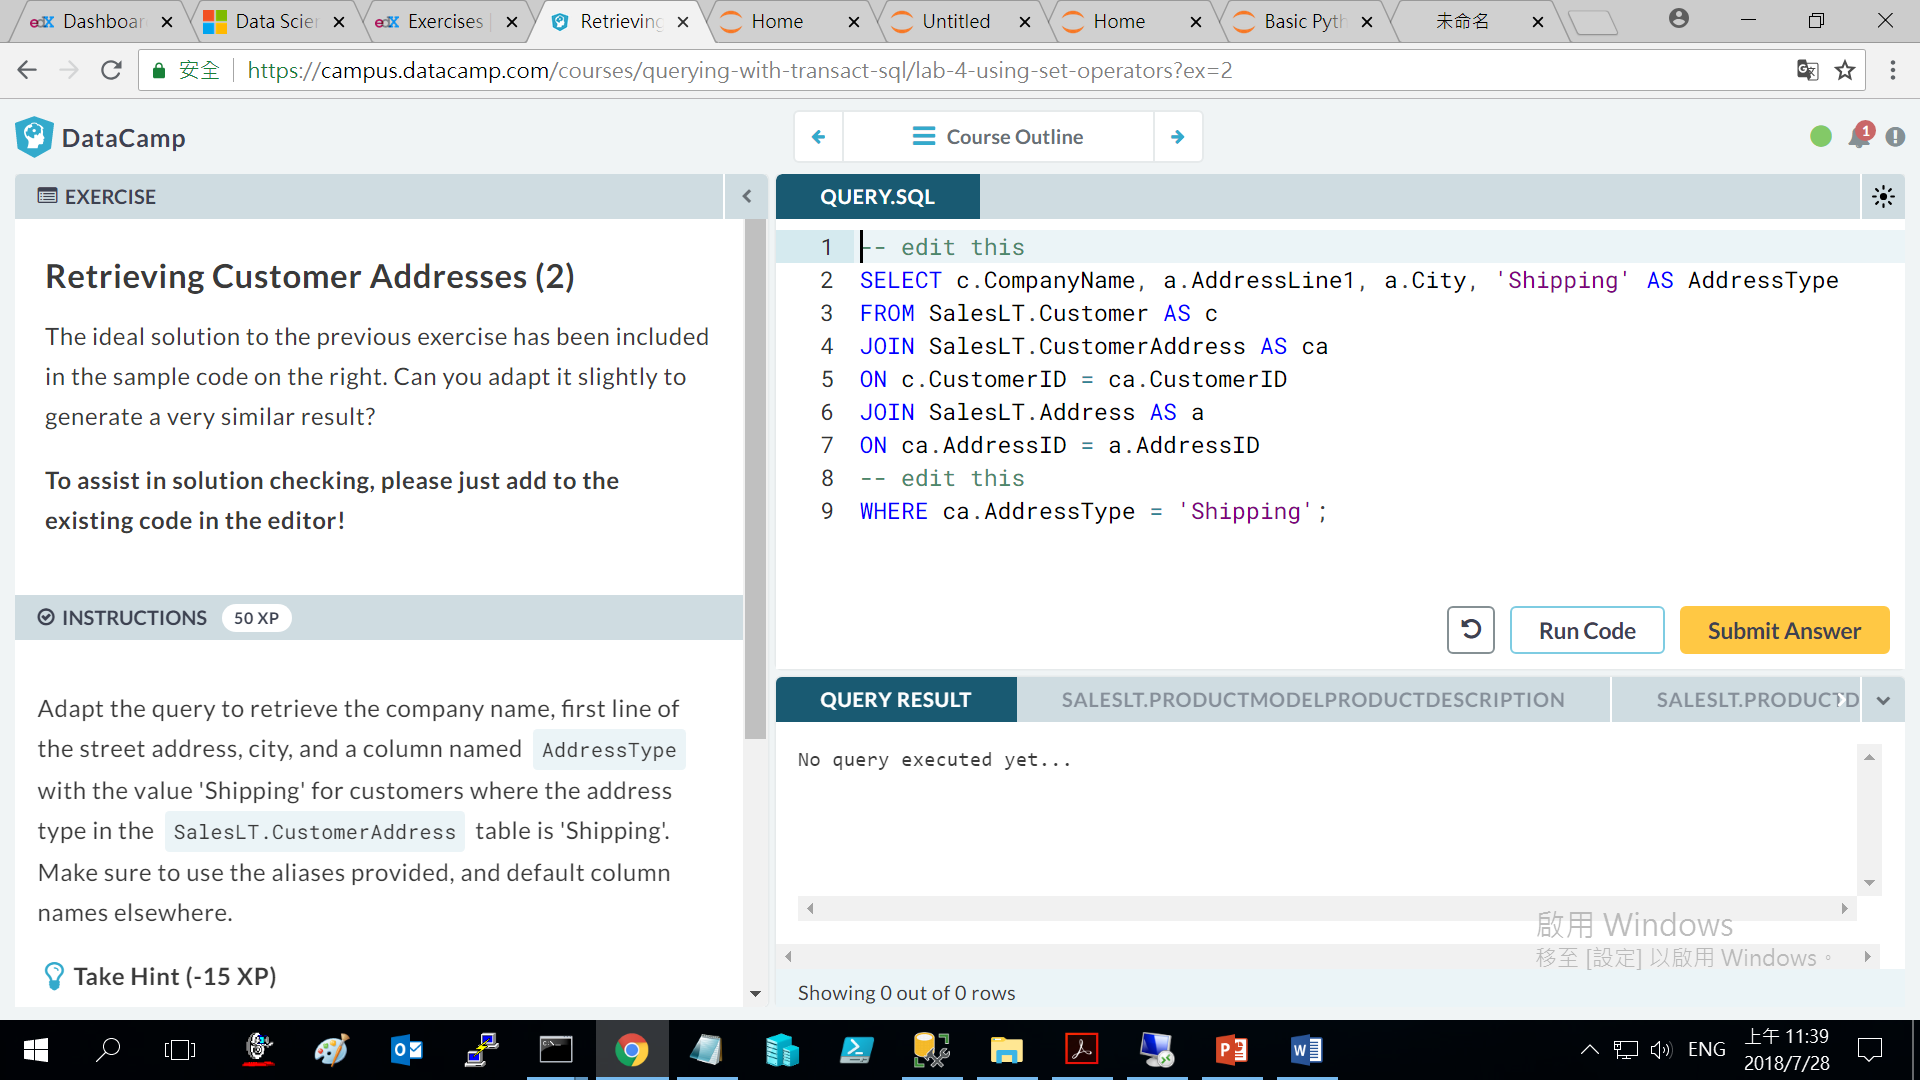 Dashboar
Data Scien
Exercises
Retrieving
Home
Untitled
Home
Basic Pyth
未命名
安全
https://campus.datacamp.com/courses/querying-with-transact-sql/lab-4-using-set-operators?ex=2
DataCamp
Course Outline
1
EXERCISE
Retrieving Customer Addresses (2)
The ideal solution to the previous exercise has been included
in the sample code on the right. Can you adapt it slightly to
generate a very similar result?
To assist in solution checking, please just add to the
existing code in the editor!
INSTRUCTIONS 50 XP
Adapt the query to retrieve the company name, first line of
the street address, city, and a column named AddressType
with the value 'Shipping' for customers where the address
type in the SalesLT.CustomerAddress table is 'Shipping'.
Make sure to use the aliases provided, and default column
names elsewhere.
Take Hint (-15 XP)
QUERY.SQL
1 -- edit this
2 SELECT c.CompanyName, a.AddressLine1, a.City, 'Shipping' AS AddressType
3 FROM SalesLT.Customer AS c
4 JOIN SalesLT.CustomerAddress AS ca
5 ON c.CustomerID = ca.CustomerID
6 JOIN SalesLT.Address AS a
7 ON ca.AddressID = a.AddressID
8 -- edit this
9 WHERE ca.AddressType = 'Shipping';
Run Code
Submit Answer
QUERY RESULT
SALESLT.PRODUCTMODELPRODUCTDESCRIPTION
SALESLT.PRODUCTD
No query executed yet...
啟用 Windows
移至 [設定] 以啟用 Windows。
Showing 0 out of 0 rows
ENG
上午 11:39
2018/7/28